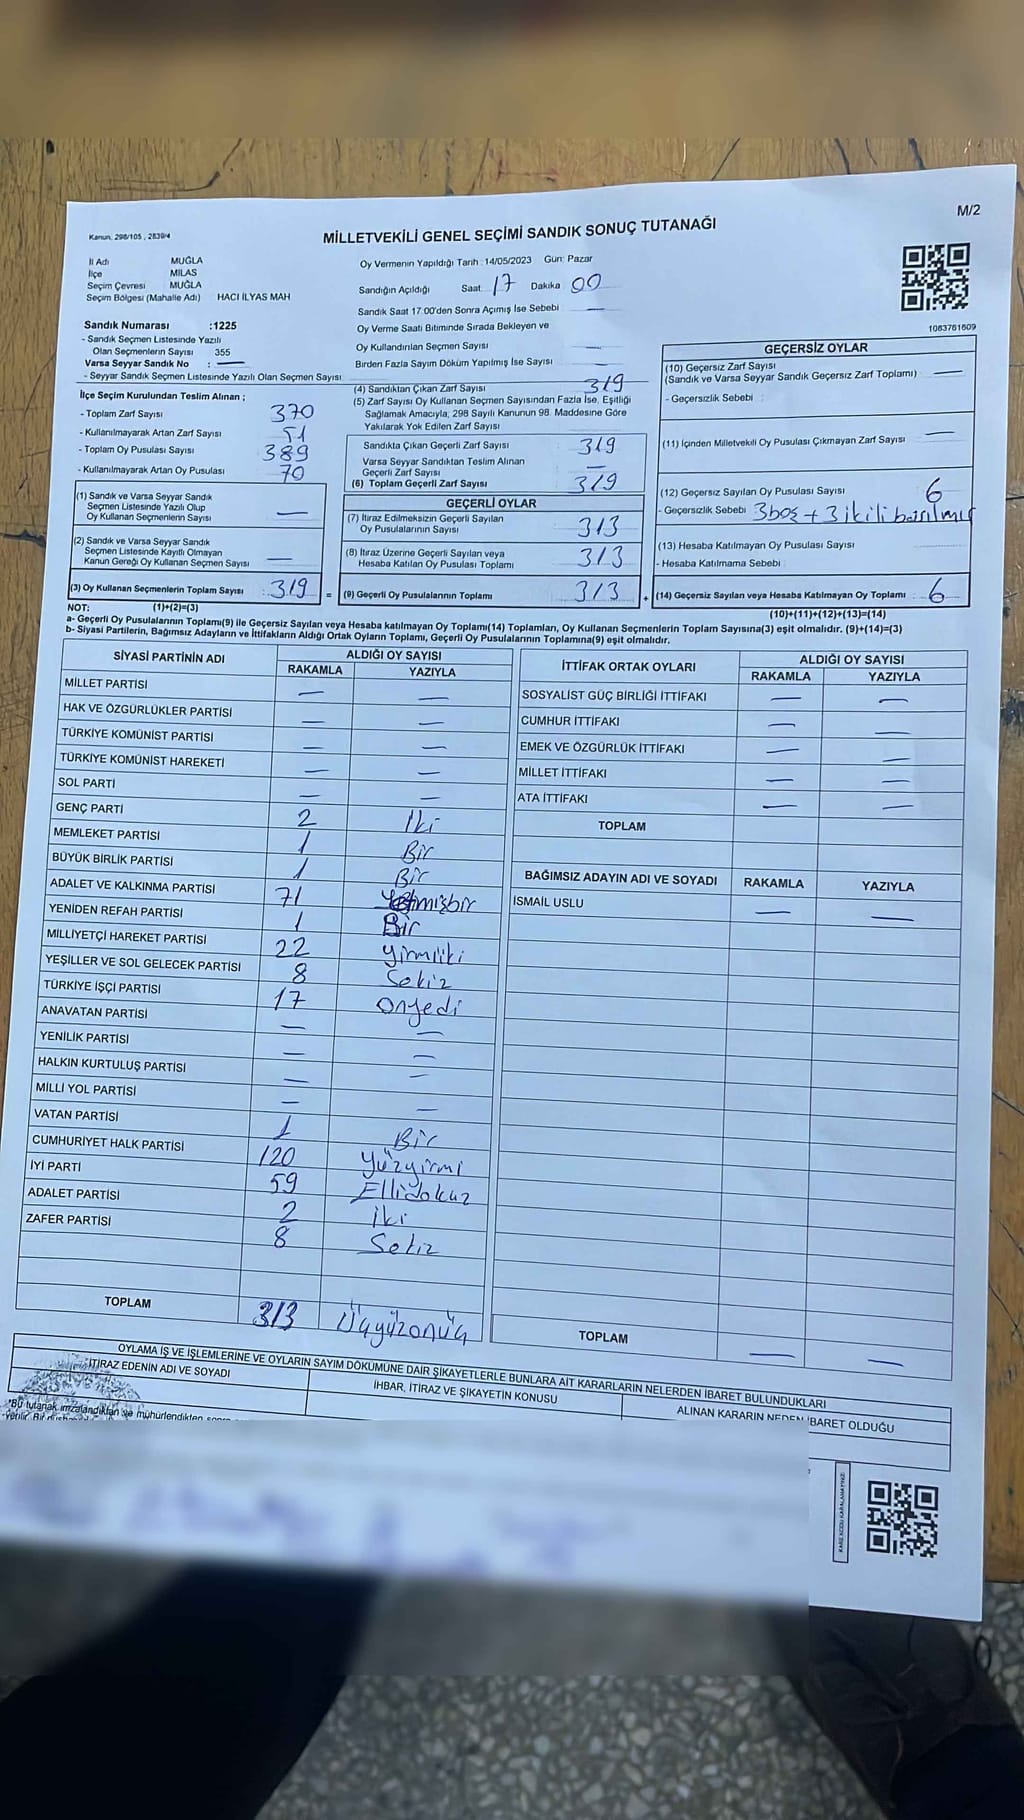 M/2
Kanun: 298/105 , 2839/4
MİLLETVEKİLİ GENEL SEÇİMİ SANDIK SONUÇ TUTANAĞI
İl Adı MUĞLA
İlçe MİLAS
Seçim Çevresi MUĞLA
Seçim Bölgesi (Mahalle Adı) HACI İLYAS MAH
Sandık Numarası :1225
- Sandık Seçmen Listesinde Yazılı
Olan Seçmenlerin Sayısı 355
Varsa Seyyar Sandık No : —
- Seyyar Sandık Seçmen Listesinde Yazılı Olan Seçmen Sayısı
İlçe Seçim Kurulundan Teslim Alınan ;
- Toplam Zarf Sayısı 370
- Kullanılmayarak Artan Zarf Sayısı 51
- Toplam Oy Pusulası Sayısı 389
- Kullanılmayarak Artan Oy Pusulası 70
(1) Sandık ve Varsa Seyyar Sandık
Seçmen Listesinde Yazılı Olup
Oy Kullanan Seçmenlerin Sayısı —
(2) Sandık ve Varsa Seyyar Sandık
Seçmen Listesinde Kayıtlı Olmayan
Kanun Gereği Oy Kullanan Seçmen Sayısı —
(3) Oy Kullanan Seçmenlerin Toplam Sayısı : 319 =
Oy Vermenin Yapıldığı Tarih :14/05/2023 Gün: Pazar
Sandığın Açıldığı Saat 17 Dakika 00
Sandık Saat 17:00'den Sonra Açımış İse Sebebi —
Oy Verme Saati Bitiminde Sırada Bekleyen ve
Oy Kullandırılan Seçmen Sayısı —
Birden Fazla Sayım Döküm Yapılmış İse Sayısı —
(4) Sandıktan Çıkan Zarf Sayısı 319
(5) Zarf Sayısı Oy Kullanan Seçmen Sayısından Fazla İse, Eşitliği
Sağlamak Amacıyla; 298 Sayılı Kanunun 98. Maddesine Göre
Yakılarak Yok Edilen Zarf Sayısı
Sandıkta Çıkan Geçerli Zarf Sayısı 319
Varsa Seyyar Sandıktan Teslim Alınan
Geçerli Zarf Sayısı —
(6) Toplam Geçerli Zarf Sayısı 319
GEÇERLİ OYLAR
(7) İtiraz Edilmeksizin Geçerli Sayılan
Oy Pusulalarının Sayısı 313
(8) İtiraz Üzerine Geçerli Sayılan veya
Hesaba Katılan Oy Pusulası Toplamı 313
(9) Geçerli Oy Pusulalarının Toplamı 313 +
1083761609
GEÇERSİZ OYLAR
(10) Geçersiz Zarf Sayısı
(Sandık ve Varsa Seyyar Sandık Geçersiz Zarf Toplamı) —
- Geçersizlik Sebebi :
(11) İçinden Milletvekili Oy Pusulası Çıkmayan Zarf Sayısı —
(12) Geçersiz Sayılan Oy Pusulası Sayısı 6
- Geçersizlik Sebebi 3 boş + 3 ikili basılmış
(13) Hesaba Katılmayan Oy Pusulası Sayısı
- Hesaba Katılmama Sebebi
(14) Geçersiz Sayılan veya Hesaba Katılmayan Oy Toplamı : 6
NOT: (1)+(2)=(3) (10)+(11)+(12)+(13)=(14)
a- Geçerli Oy Pusulalarının Toplamı(9) ile Geçersiz Sayılan veya Hesaba katılmayan Oy Toplamı(14) Toplamları, Oy Kullanan Seçmenlerin Toplam Sayısına(3) eşit olmalıdır. (9)+(14)=(3)
b- Siyasi Partilerin, Bağımsız Adayların ve İttifakların Aldığı Ortak Oyların Toplamı, Geçerli Oy Pusulalarının Toplamına(9) eşit olmalıdır.
SİYASİ PARTİNİN ADI ALDIĞI OY SAYISI
RAKAMLA YAZIYLA
MİLLET PARTİSİ — —
HAK VE ÖZGÜRLÜKLER PARTİSİ — —
TÜRKİYE KOMÜNİST PARTİSİ — —
TÜRKİYE KOMÜNİST HAREKETİ — —
SOL PARTİ — —
GENÇ PARTİ 2 İki
MEMLEKET PARTİSİ 1 Bir
BÜYÜK BİRLİK PARTİSİ 1 Bir
ADALET VE KALKINMA PARTİSİ 71 Yetmişbir
YENİDEN REFAH PARTİSİ 1 Bir
MİLLİYETÇİ HAREKET PARTİSİ 22 Yirmiiki
YEŞİLLER VE SOL GELECEK PARTİSİ 8 Sekiz
TÜRKİYE İŞÇİ PARTİSİ 17 Onyedi
ANAVATAN PARTİSİ — —
YENİLİK PARTİSİ — —
HALKIN KURTULUŞ PARTİSİ — —
MİLLİ YOL PARTİSİ — —
VATAN PARTİSİ 1 Bir
CUMHURİYET HALK PARTİSİ 120 Yüzyirmi
İYİ PARTİ 59 Ellidokuz
ADALET PARTİSİ 2 İki
ZAFER PARTİSİ 8 Sekiz
TOPLAM 313 Üçyüzonüç
İTTİFAK ORTAK OYLARI ALDIĞI OY SAYISI
RAKAMLA YAZIYLA
SOSYALİST GÜÇ BİRLİĞİ İTTİFAKI — —
CUMHUR İTTİFAKI — —
EMEK VE ÖZGÜRLÜK İTTİFAKI — —
MİLLET İTTİFAKI — —
ATA İTTİFAKI — —
TOPLAM
BAĞIMSIZ ADAYIN ADI VE SOYADI RAKAMLA YAZIYLA
İSMAİL USLU — —
TOPLAM — —
OYLAMA İŞ VE İŞLEMLERİNE VE OYLARIN SAYIM DÖKÜMÜNE DAİR ŞİKAYETLERLE BUNLARA AİT KARARLARIN NELERDEN İBARET BULUNDUKLARI
İTİRAZ EDENİN ADI VE SOYADI İHBAR, İTİRAZ VE ŞİKAYETİN KONUSU ALINAN KARARIN NEDEN İBARET OLDUĞU
*Bu tutanak imzalandıktan ve mühürlendikten sonra